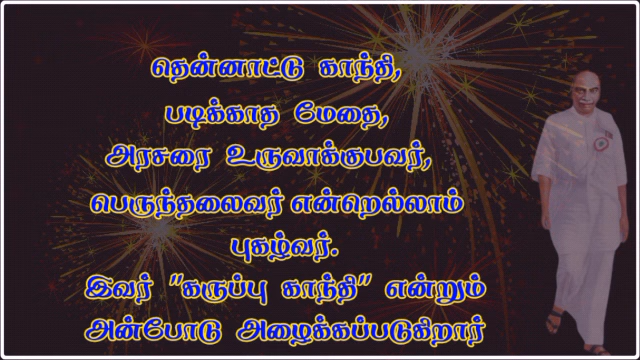 தென்னாட்டு காந்தி,
படிக்காத மேதை,
அரசரை உருவாக்குபவர்,
பெருந்தலைவர் என்றெல்லாம்
புகழ்வர்.
இவர் "கருப்பு காந்தி" என்றும்
அன்போடு அழைக்கப்படுகிறார்